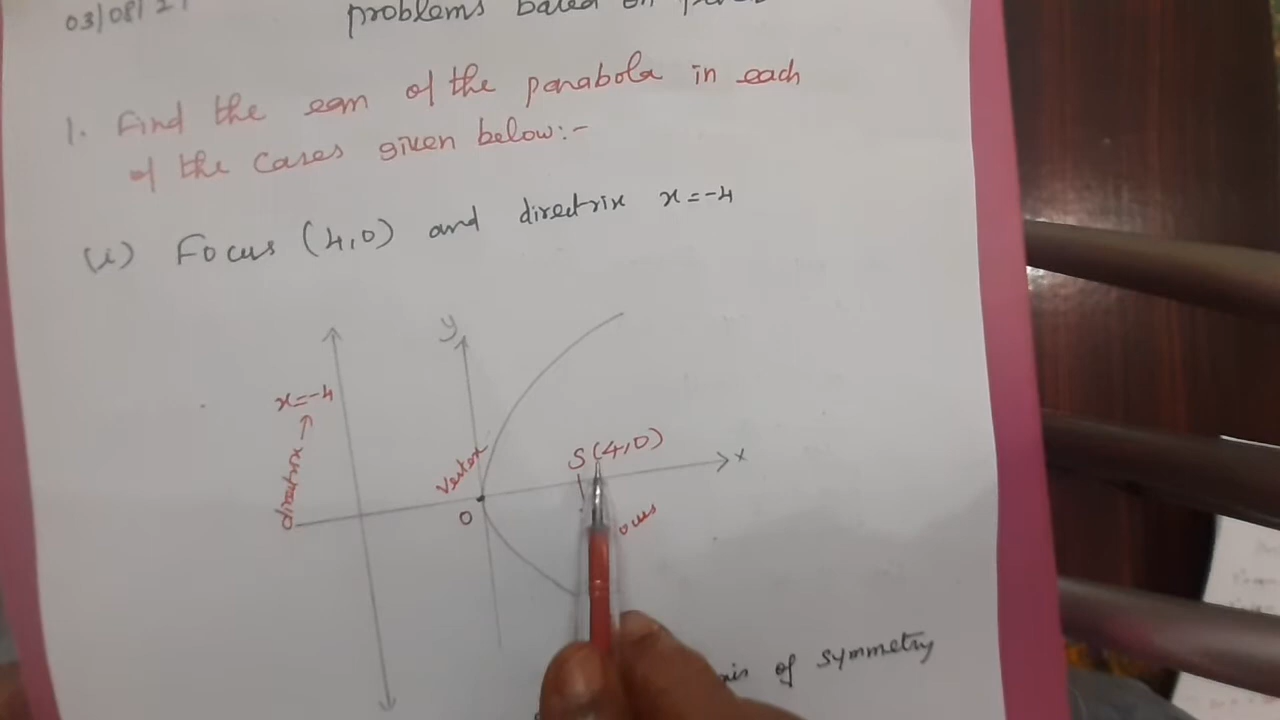 03/08/21
problems based on
1. Find the eqn of the parabola in each
of the cases given below:-
(i) Focus (4,0) and directrix x=-4
y
x=-4
directrix →
vertex
S(4,0)
x
O
of symmetry